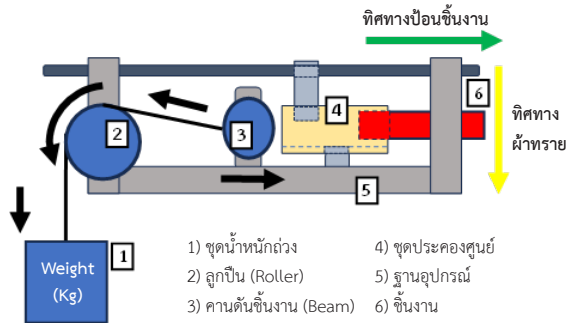 ทิศทางป้อนชิ้นงาน
6
4
ทิศทาง
ผ้าทราย
2
3
5
1
Weight
(Kg)
1) ชุดน้ำหนักถ่วง
2) ลูกปืน (Roller)
3) คานดันชิ้นงาน (Beam)
4) ชุดประคองศูนย์
5) ฐานอุปกรณ์
6) ชิ้นงาน